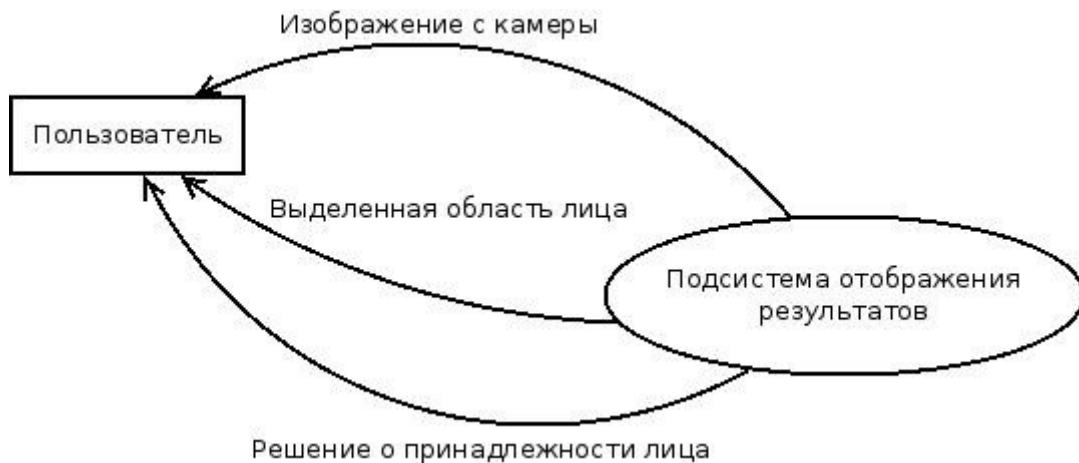 Изображение с камеры
Пользователь
Выделенная область лица
Подсистема отображения
результатов
Решение о принадлежности лица